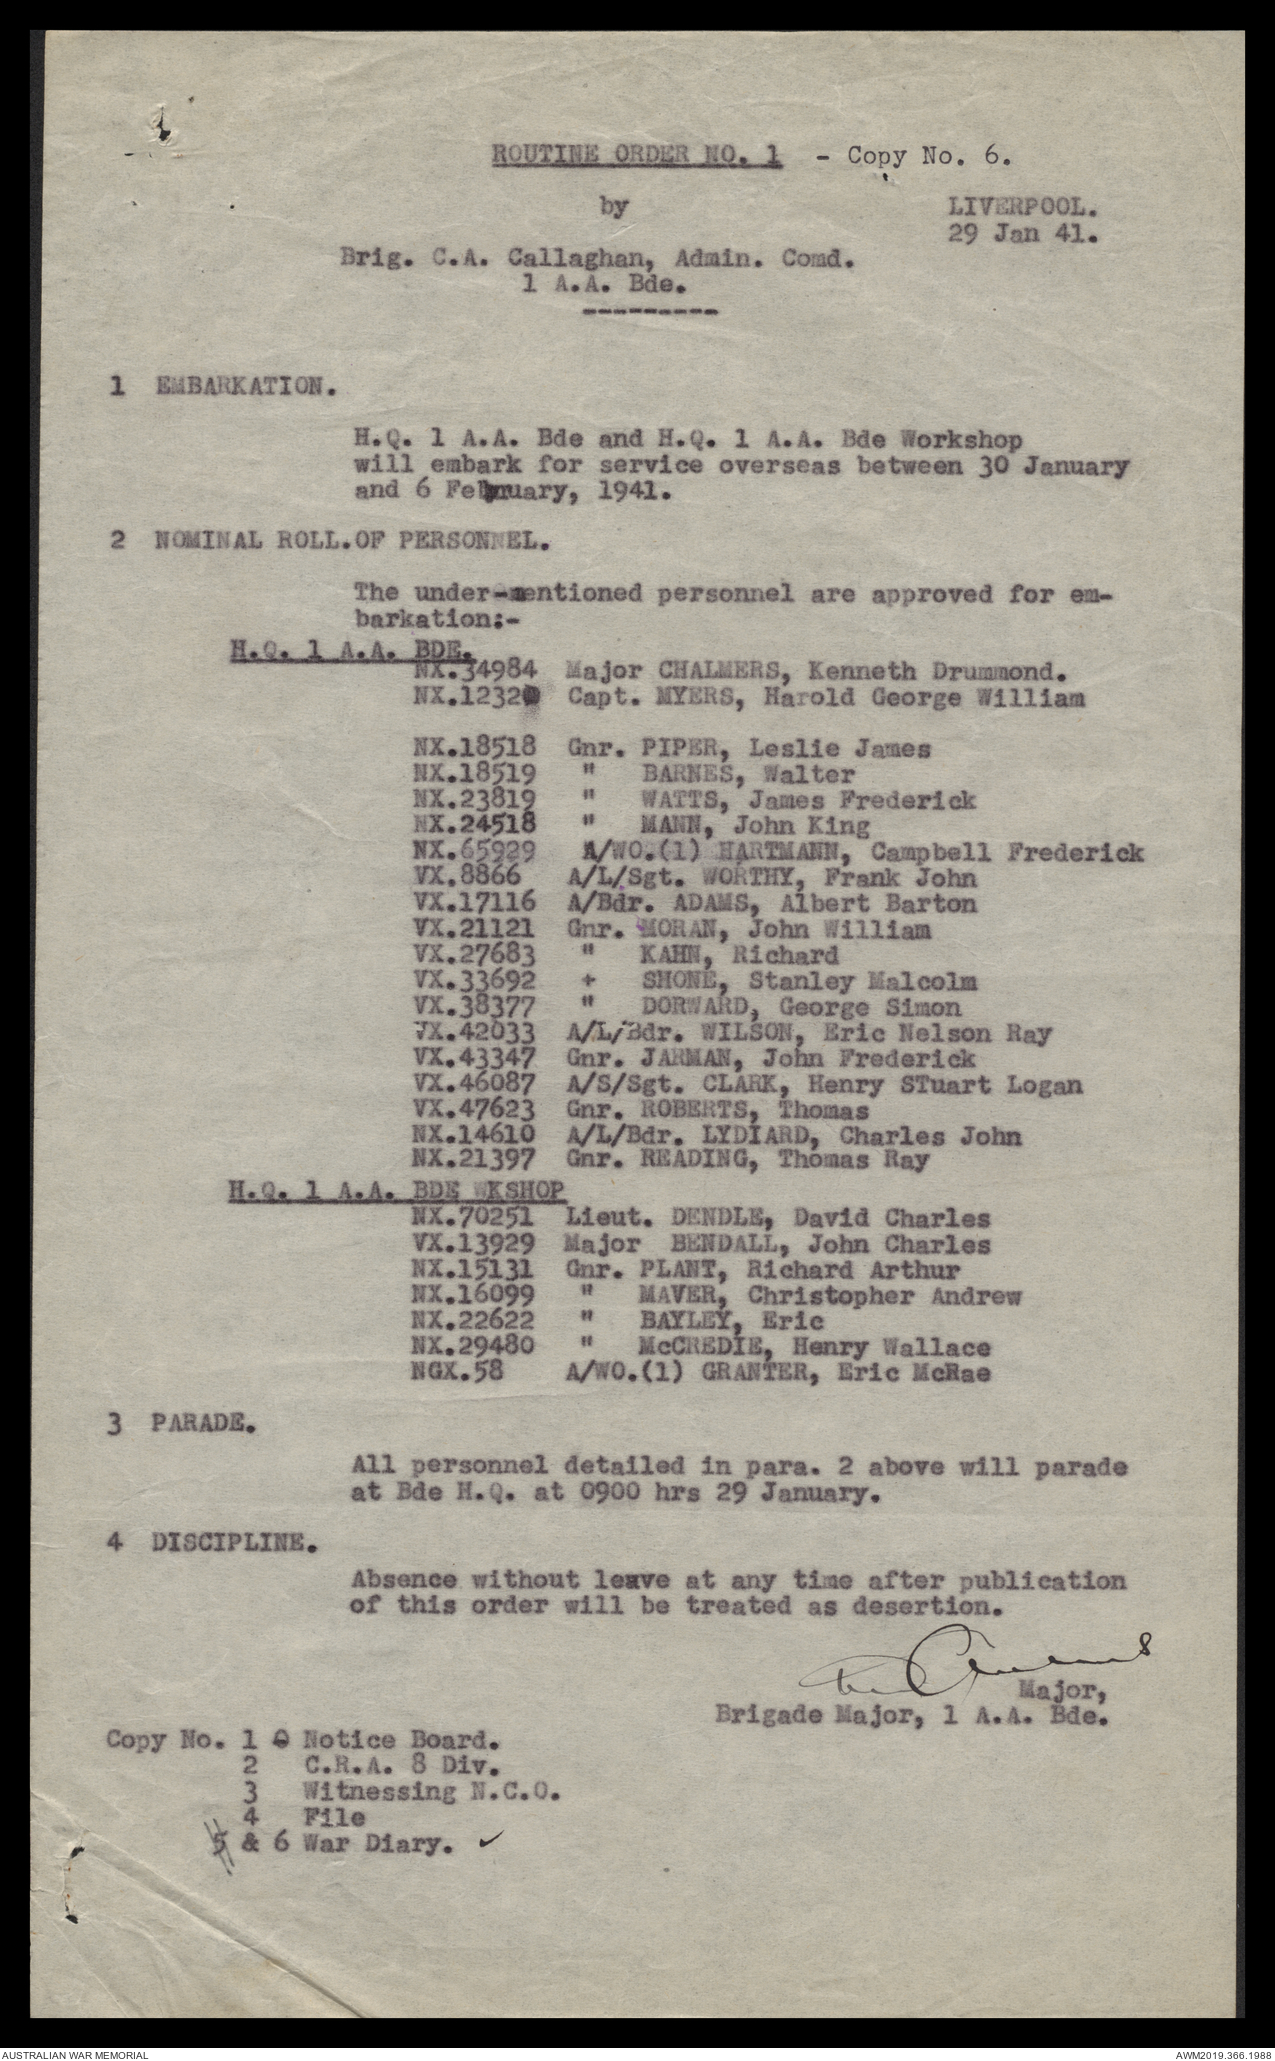 ROUTINE ORDER NO. 1 - Copy No. 6.
by
LIVERPOOL.
29 Jan 41.
Brig. C.A. Callaghan, Admin. Comd.
1 A.A. Bde.
1 EMBARKATION.
H.Q. 1 A.A. Bde and H.Q. 1 A.A. Bde Workshop
will embark for service overseas between 30 January
and 6 February, 1941.
2 NOMINAL ROLL.OF PERSONNEL.
The under-mentioned personnel are approved for em-
barkation:-
H.Q. 1 A.A. BDE.
NX.34984 Major CHALMERS, Kenneth Drummond.
Capt. MYERS, Harold George William
NX.18518 Gnr. PIPER, Leslie James
NX.18519 " BARNES, Walter
NX.23819 " WATTS, James Frederick
NX.24518 " MANN, John King
NX.65929 A/WO.(1) HARTMANN, Campbell Frederick
VX.8866 A/L/Sgt. WORTHY, Frank John
VX.17116 A/Bdr. ADAMS, Albert Barton
VX.21121 Gnr. MORAN, John William
VX.27683 " KAHN, Richard
VX.33692 + SHONE, Stanley Malcolm
VX.38377 " DORWARD, George Simon
VX.42033 A/L/Bdr. WILSON, Eric Nelson Ray
VX.43347 Gnr. JARMAN, John Frederick
VX.46087 A/S/Sgt. CLARK, Henry STuart Logan
VX.47623 Gnr. ROBERTS, Thomas
NX.14610 A/L/Bdr. LYDIARD, Charles John
NX.21397 Gnr. READING, Thomas Ray
H.Q. 1 A.A. BDE WKSHOP
NX.70251 Lieut. DENDLE, David Charles
VX.13929 Major BENDALL, John Charles
NX.15131 Gnr. PLANT, Richard Arthur
NX.16099 " MAVER, Christopher Andrew
NX.22622 " BAYLEY, Eric
NX.29480 " McCREDIE, Henry Wallace
NGX.58 A/WO.(1) GRANTER, Eric McRae
3 PARADE.
All personnel detailed in para. 2 above will parade
at Bde H.Q. at 0900 hrs 29 January.
4 DISCIPLINE.
Absence without leave at any time after publication
of this order will be treated as desertion.
Major,
Brigade Major, 1 A.A. Bde.
Copy No. 1 Notice Board.
2 C.R.A. 8 Div.
3 Witnessing N.C.O.
4 File
5 & 6 War Diary. ✓
AUSTRALIAN WAR MEMORIAL
AWM2019.366.1988